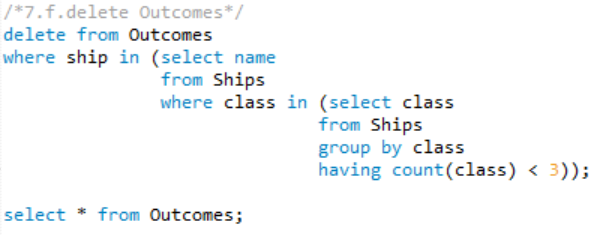 /*7.f.delete Outcomes*/
delete from Outcomes
where ship in (select name
from Ships
where class in (select class
from Ships
group by class
having count(class) < 3));
select * from Outcomes;